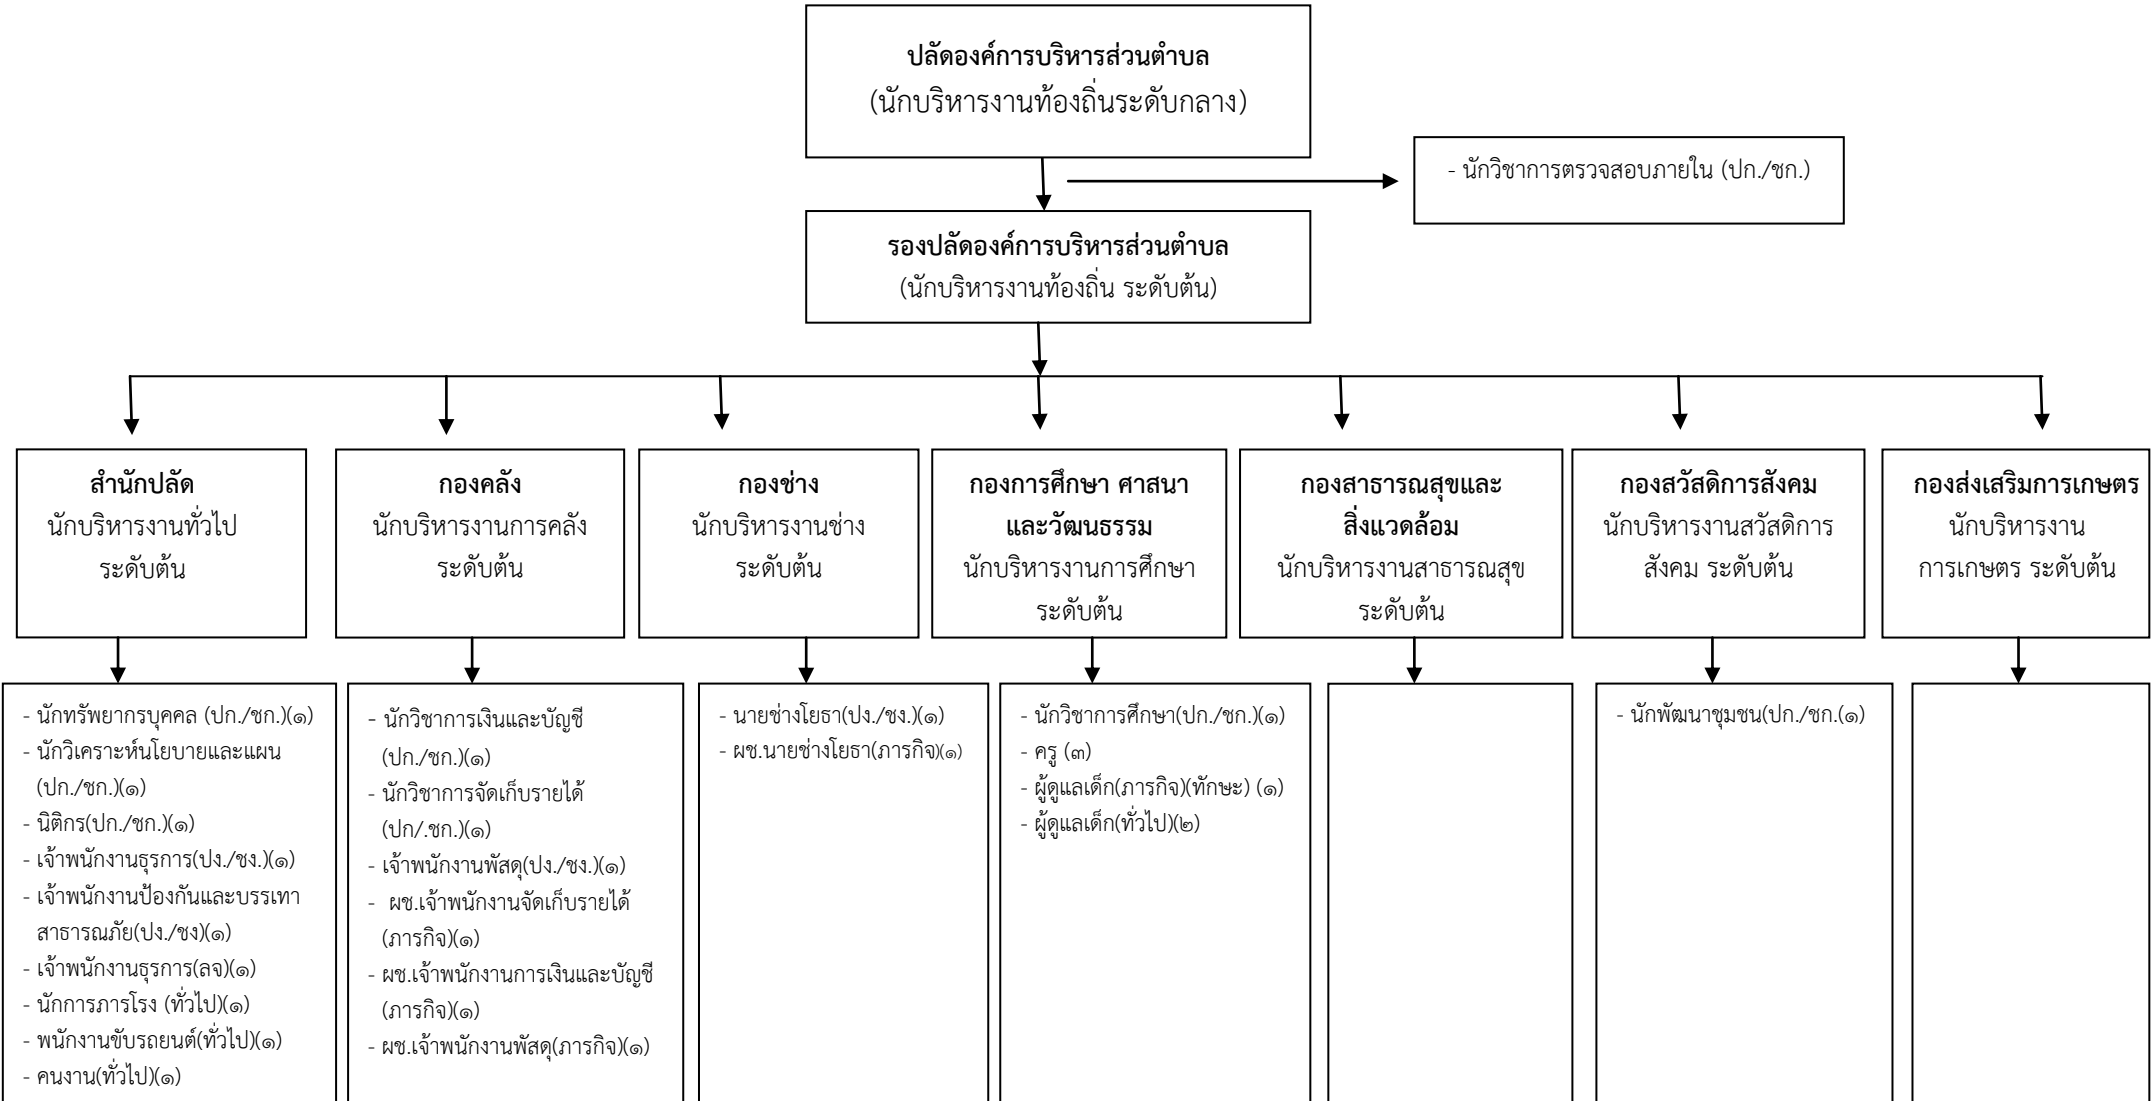 ปลัดองค์การบริหารส่วนตำบล
(นักบริหารงานท้องถิ่นระดับกลาง)
- นักวิชาการตรวจสอบภายใน (ปก./ชก.)
รองปลัดองค์การบริหารส่วนตำบล
(นักบริหารงานท้องถิ่น ระดับต้น)
สำนักปลัด
นักบริหารงานทั่วไป
ระดับต้น
กองคลัง
นักบริหารงานการคลัง
ระดับต้น
กองช่าง
นักบริหารงานช่าง
ระดับต้น
กองการศึกษา ศาสนา
และวัฒนธรรม
นักบริหารงานการศึกษา
ระดับต้น
กองสาธารณสุขและ
สิ่งแวดล้อม
นักบริหารงานสาธารณสุข
ระดับต้น
กองสวัสดิการสังคม
นักบริหารงานสวัสดิการ
สังคม ระดับต้น
กองส่งเสริมการเกษตร
นักบริหารงาน
การเกษตร ระดับต้น
- นักทรัพยากรบุคคล (ปก./ชก.)(๑)
- นักวิเคราะห์นโยบายและแผน
(ปก./ชก.)(๑)
- นิติกร(ปก./ชก.)(๑)
- เจ้าพนักงานธุรการ(ปง./ชง.)(๑)
- เจ้าพนักงานป้องกันและบรรเทา
สาธารณภัย(ปง./ชง)(๑)
- เจ้าพนักงานธุรการ(ลจ)(๑)
- นักการภารโรง (ทั่วไป)(๑)
- พนักงานขับรถยนต์(ทั่วไป)(๑)
- คนงาน(ทั่วไป)(๑)
- นักวิชาการเงินและบัญชี
(ปก./ชก.)(๑)
- นักวิชาการจัดเก็บรายได้
(ปก/.ชก.)(๑)
- เจ้าพนักงานพัสดุ(ปง./ชง.)(๑)
- ผช.เจ้าพนักงานจัดเก็บรายได้
(ภารกิจ)(๑)
- ผช.เจ้าพนักงานการเงินและบัญชี
(ภารกิจ)(๑)
- ผช.เจ้าพนักงานพัสดุ(ภารกิจ)(๑)
- นายช่างโยธา(ปง./ชง.)(๑)
- ผช.นายช่างโยธา(ภารกิจ)(๑)
- นักวิชาการศึกษา(ปก./ชก.)(๑)
- ครู (๓)
- ผู้ดูแลเด็ก(ภารกิจ)(ทักษะ) (๑)
- ผู้ดูแลเด็ก(ทั่วไป)(๒)
- นักพัฒนาชุมชน(ปก./ชก.(๑)